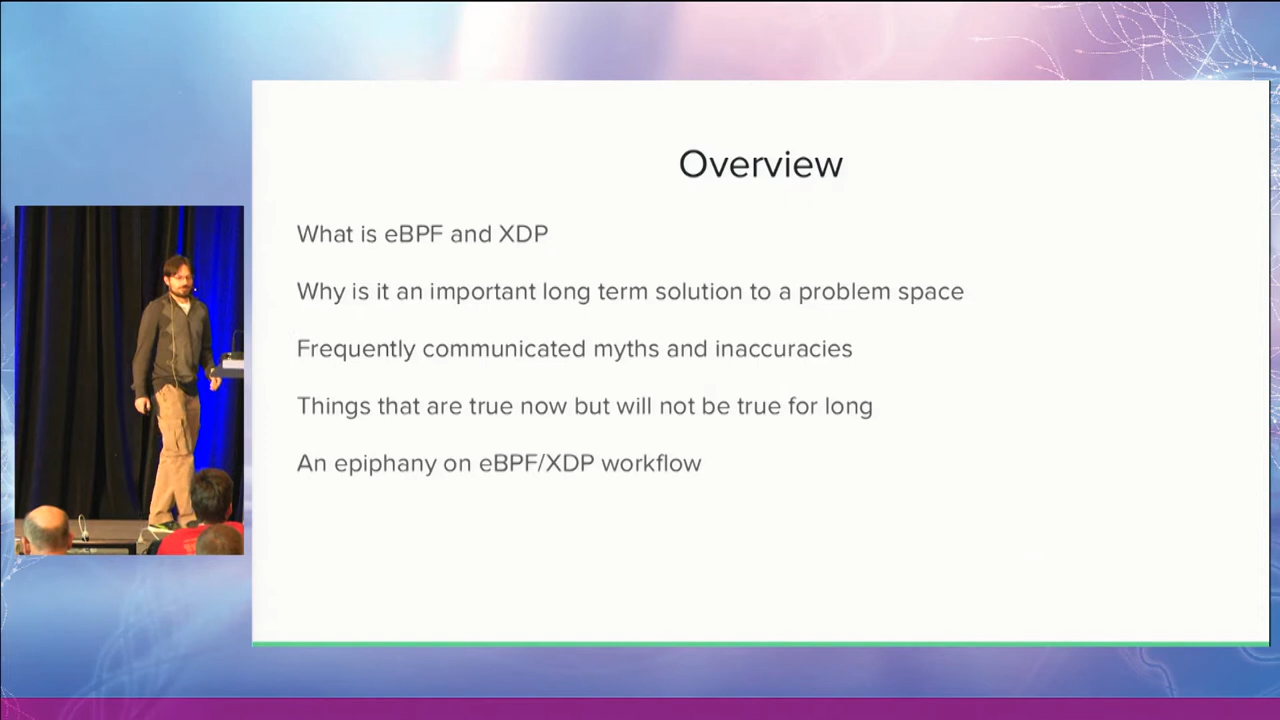 Overview
What is eBPF and XDP
Why is it an important long term solution to a problem space
Frequently communicated myths and inaccuracies
Things that are true now but will not be true for long
An epiphany on eBPF/XDP workflow